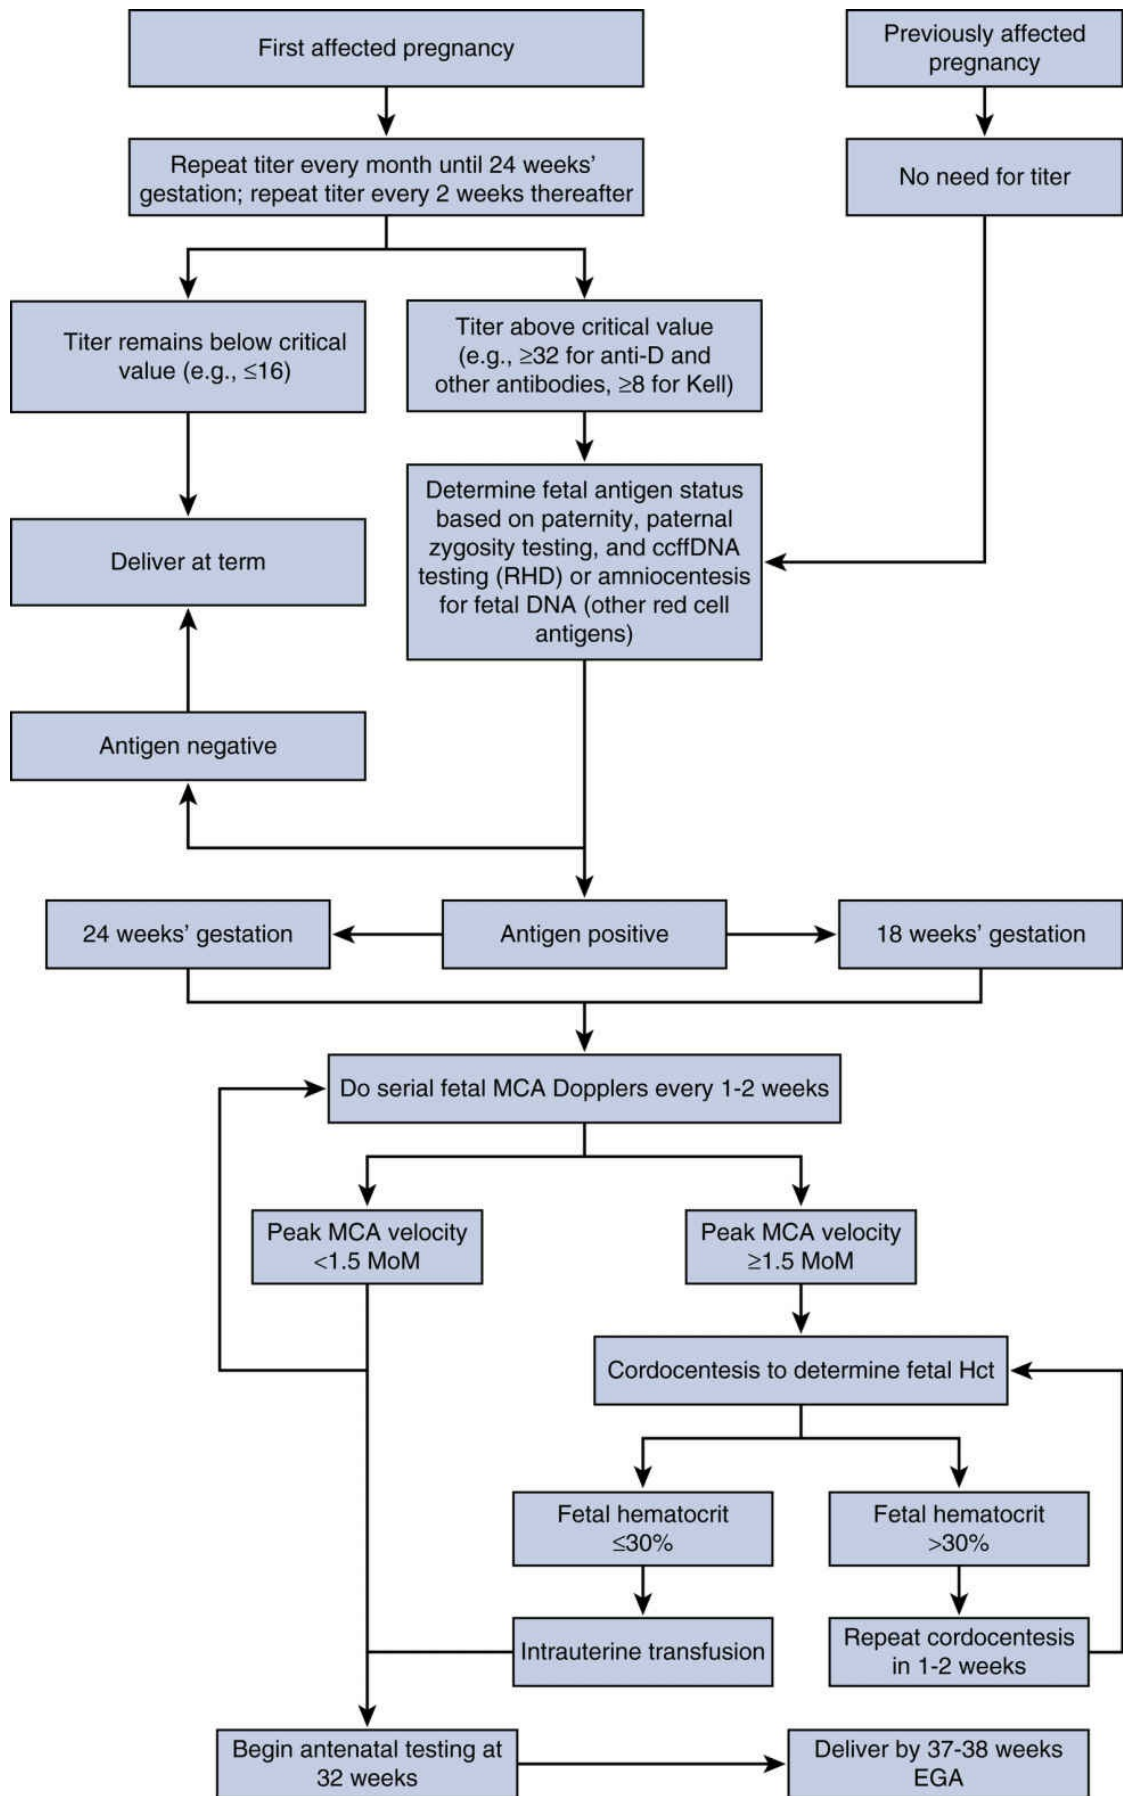 First affected pregnancy
Previously affected
pregnancy
Repeat titer every month until 24 weeks’
gestation; repeat titer every 2 weeks thereafter
No need for titer
Titer remains below critical
value (e.g., ≤16)
Titer above critical value
(e.g., ≥32 for anti-D and
other antibodies, ≥8 for Kell)
Deliver at term
Determine fetal antigen status
based on paternity, paternal
zygosity testing, and ccffDNA
testing (RHD) or amniocentesis
for fetal DNA (other red cell
antigens)
Antigen negative
24 weeks’ gestation
Antigen positive
18 weeks’ gestation
Do serial fetal MCA Dopplers every 1-2 weeks
Peak MCA velocity
<1.5 MoM
Peak MCA velocity
≥1.5 MoM
Cordocentesis to determine fetal Hct
Fetal hematocrit
≤30%
Fetal hematocrit
>30%
Intrauterine transfusion
Repeat cordocentesis
in 1-2 weeks
Begin antenatal testing at
32 weeks
Deliver by 37-38 weeks
EGA